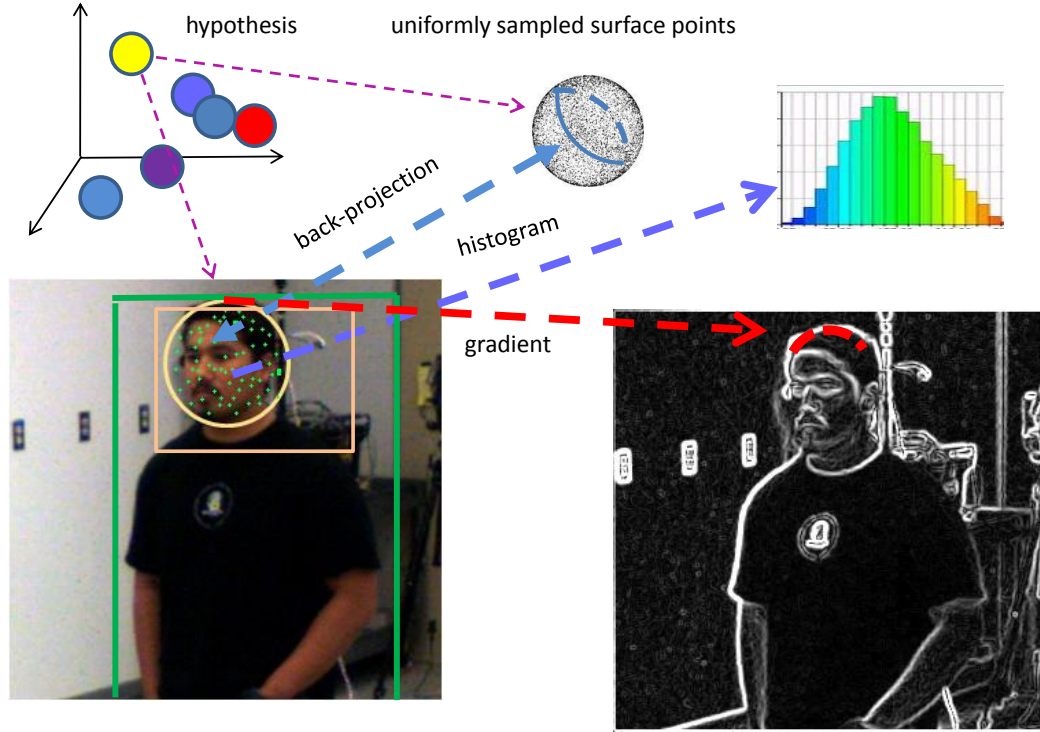 hypothesis
uniformly sampled surface points
back-projection
histogram
gradient